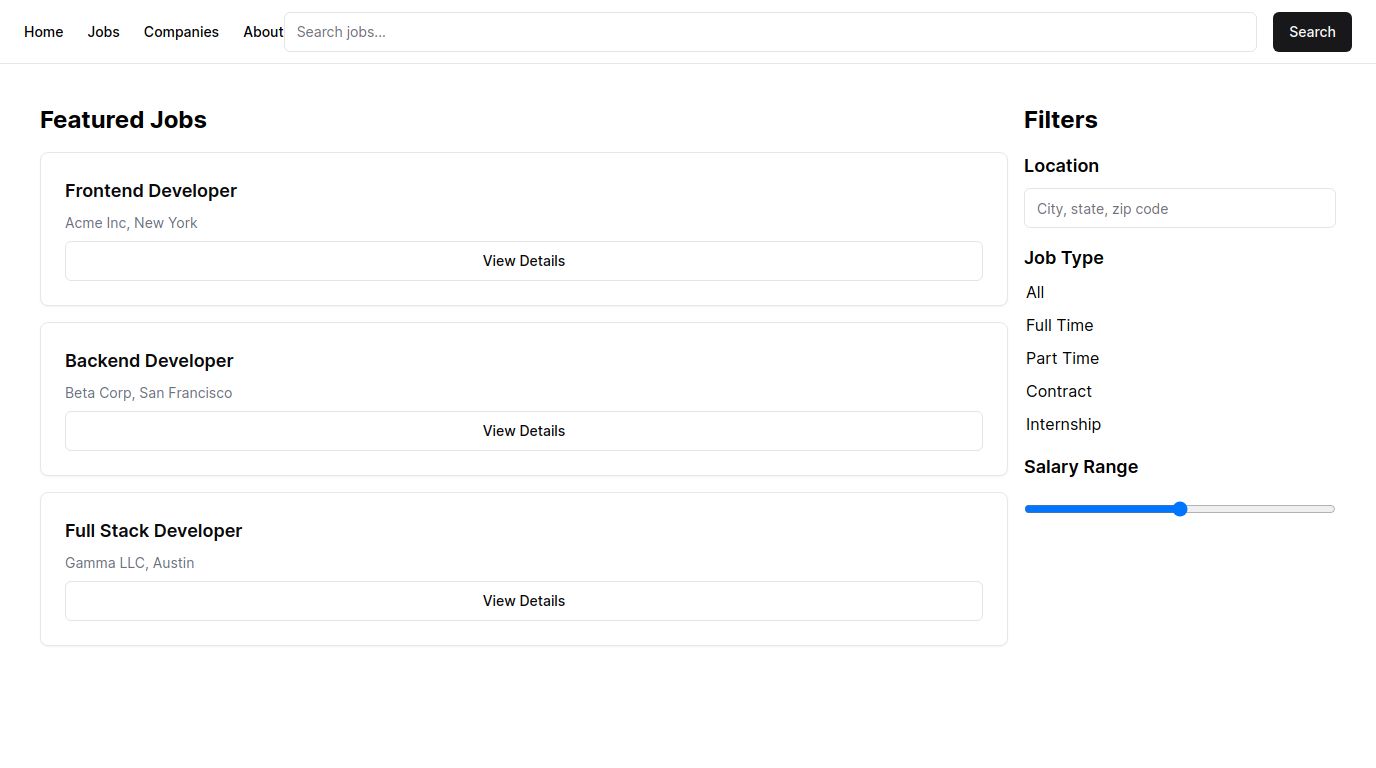 Home Jobs Companies About Search jobs... Search
Featured Jobs
Frontend Developer
Acme Inc, New York
View Details
Backend Developer
Beta Corp, San Francisco
View Details
Full Stack Developer
Gamma LLC, Austin
View Details
Filters
Location
City, state, zip code
Job Type
All
Full Time
Part Time
Contract
Internship
Salary Range